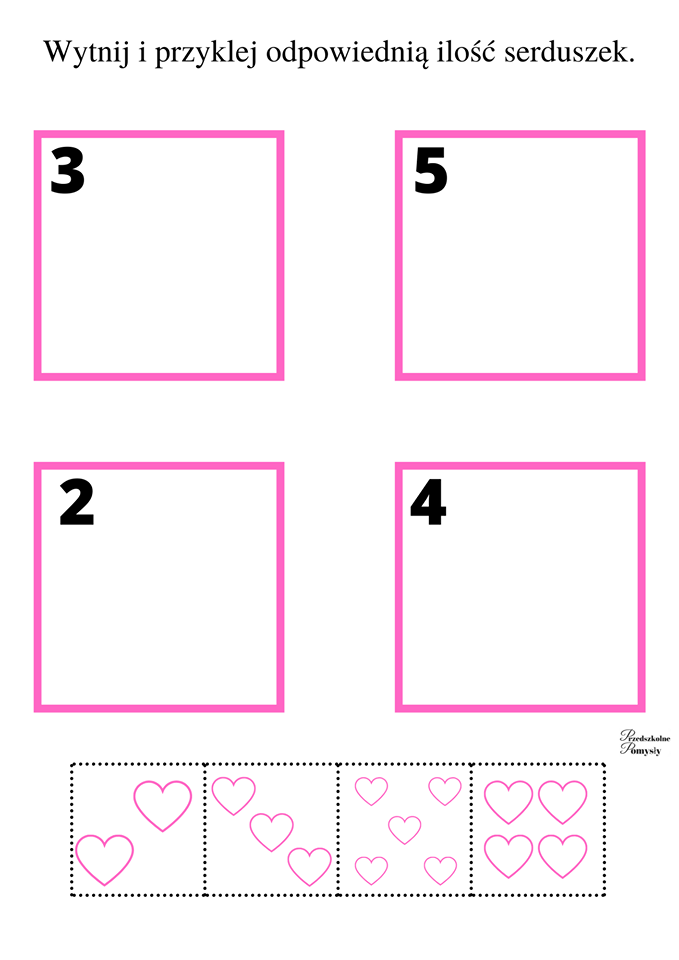 Wytnij i przyklej odpowiednią ilość serduszek.
3
5
2
4
Przedszkolne
Pomysły